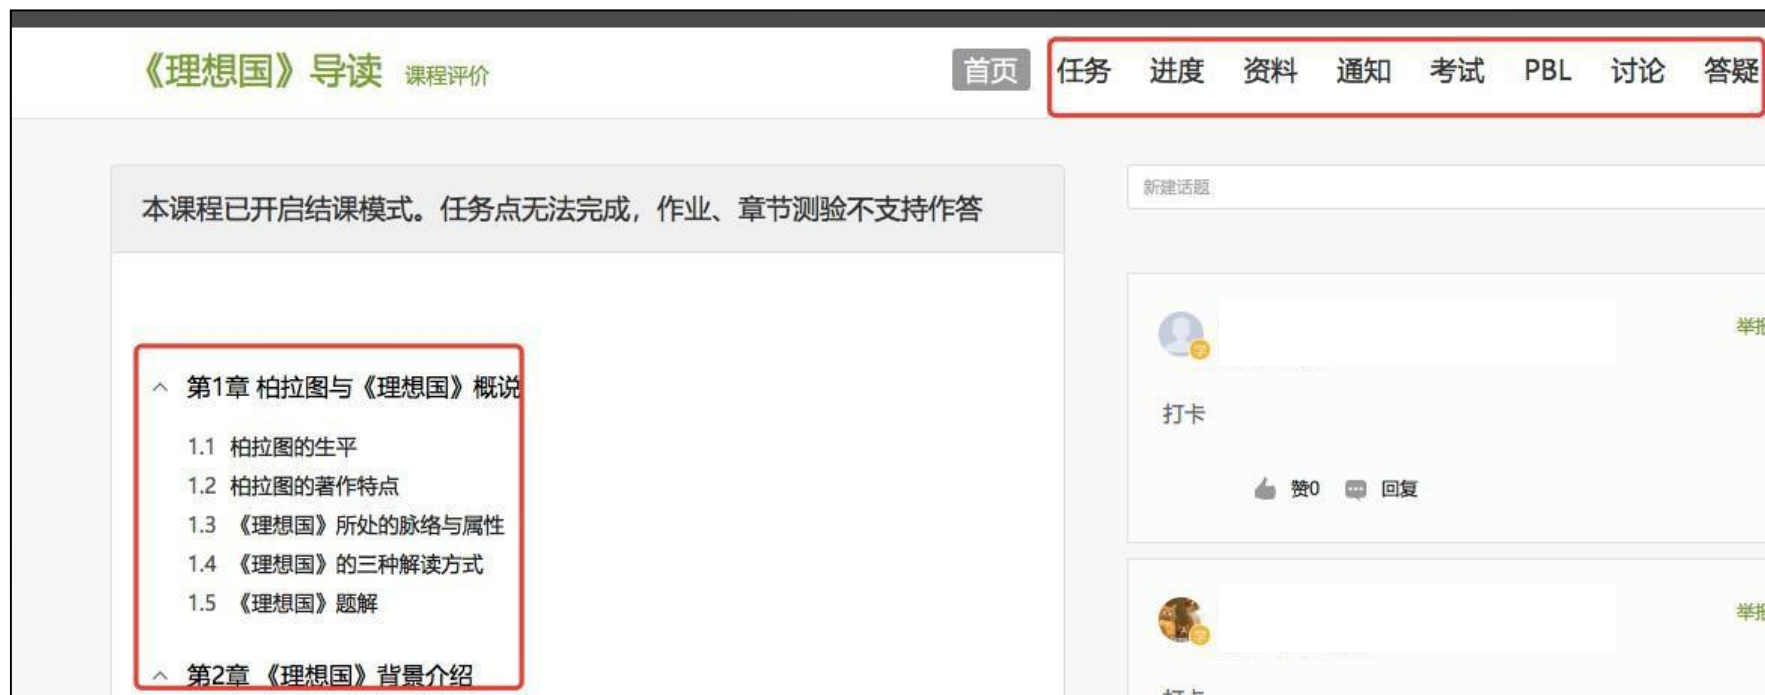 《理想国》导读 课程评价 首页 任务 进度 资料 通知 考试 PBL 讨论 答疑
本课程已开启结课模式。任务点无法完成，作业、章节测验不支持作答
第1章 柏拉图与《理想国》概说
1.1 柏拉图的生平
1.2 柏拉图的著作特点
1.3 《理想国》所处的脉络与属性
1.4 《理想国》的三种解读方式
1.5 《理想国》题解
第2章 《理想国》背景介绍
新建话题
举报
打卡
赞0 回复
举报
打卡